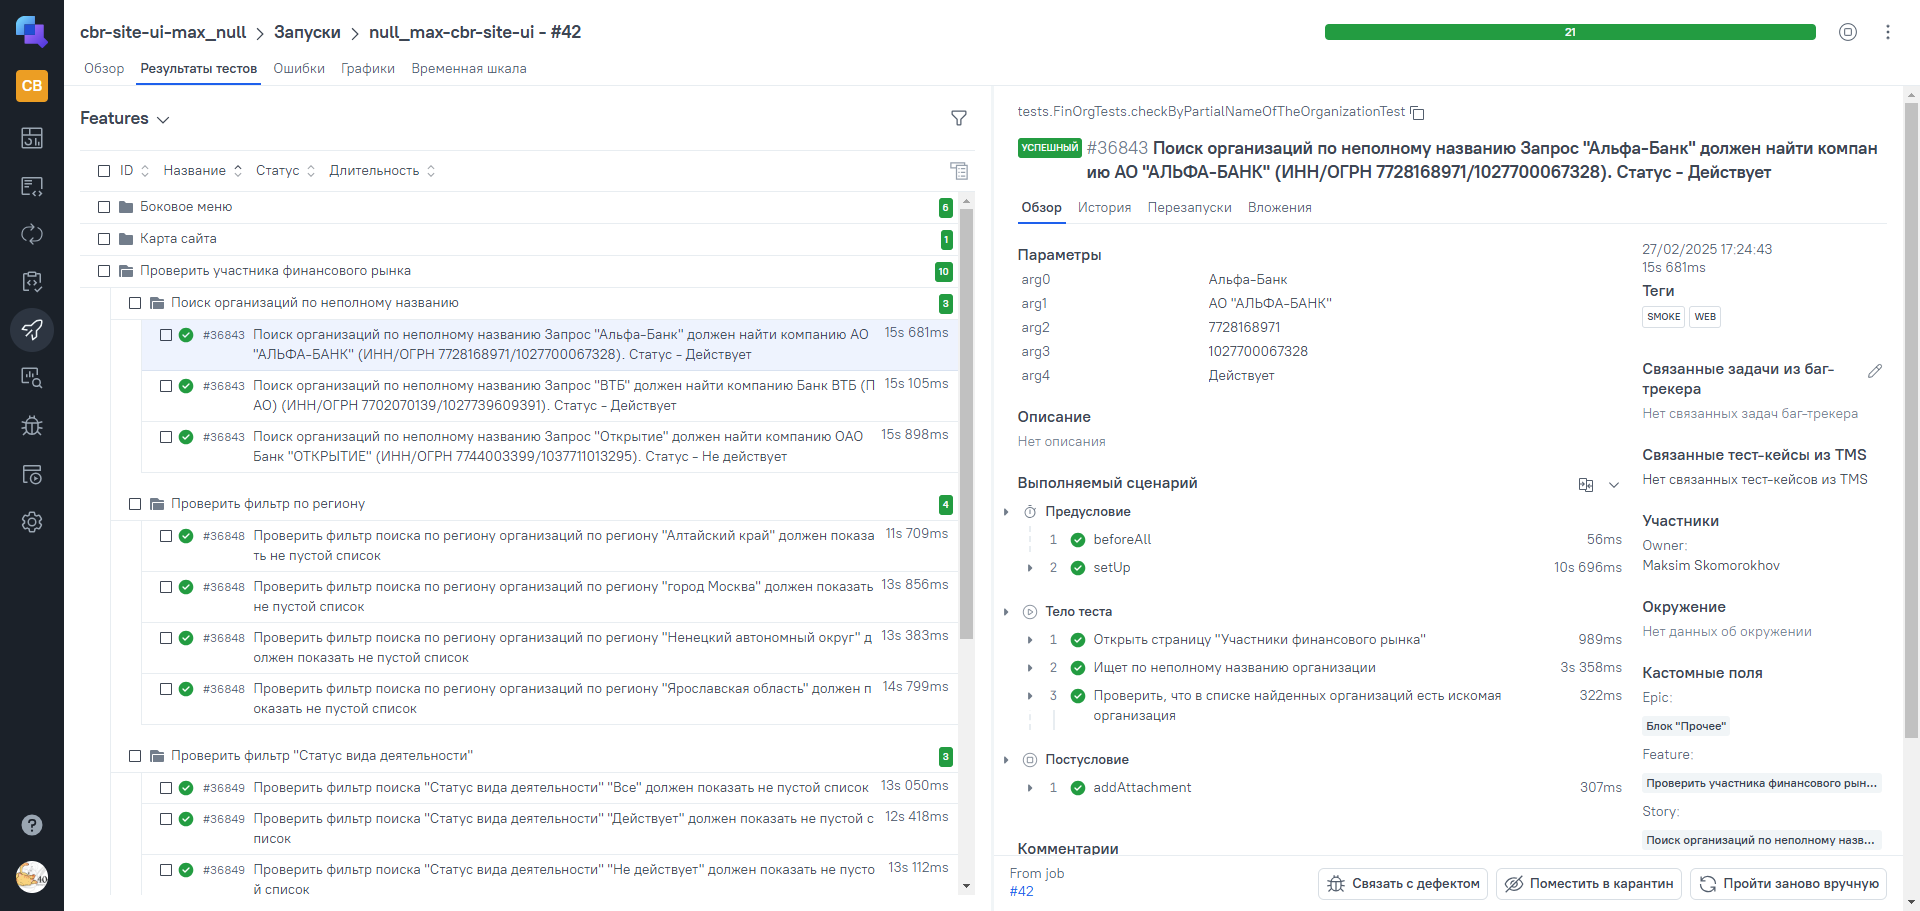 CB
cbr-site-ui-max_null > Запуски > null_max-cbr-site-ui - #42
21
Обзор Результаты тестов Ошибки Графики Временная шкала
Features
ID Название Статус Длительность
Боковое меню 6
Карта сайта 1
Проверить участника финансового рынка 10
Поиск организаций по неполному названию 3
#36843 Поиск организаций по неполному названию Запрос "Альфа-Банк" должен найти компанию АО 15s 681ms
"АЛЬФА-БАНК" (ИНН/ОГРН 7728168971/1027700067328). Статус - Действует
#36843 Поиск организаций по неполному названию Запрос "ВТБ" должен найти компанию Банк ВТБ (П 15s 105ms
АО) (ИНН/ОГРН 7702070139/1027739609391). Статус - Действует
#36843 Поиск организаций по неполному названию Запрос "Открытие" должен найти компанию ОАО 15s 898ms
Банк "ОТКРЫТИЕ" (ИНН/ОГРН 7744003399/1037711013295). Статус - Не действует
Проверить фильтр по региону 4
#36848 Проверить фильтр поиска по региону организаций по региону "Алтайский край" должен показа 11s 709ms
ть не пустой список
#36848 Проверить фильтр поиска по региону организаций по региону "город Москва" должен показать 13s 856ms
не пустой список
#36848 Проверить фильтр поиска по региону организаций по региону "Ненецкий автономный округ" д 13s 383ms
олжен показать не пустой список
#36848 Проверить фильтр поиска по региону организаций по региону "Ярославская область" должен п 14s 799ms
оказать не пустой список
Проверить фильтр "Статус вида деятельности" 3
#36849 Проверить фильтр поиска "Статус вида деятельности" "Все" должен показать не пустой список 13s 050ms
#36849 Проверить фильтр поиска "Статус вида деятельности" "Действует" должен показать не пустой с 12s 418ms
писок
#36849 Проверить фильтр поиска "Статус вида деятельности" "Не действует" должен показать не пусто 13s 112ms
й список
tests.FinOrgTests.checkByPartialNameOfTheOrganizationTest
УСПЕШНЫЙ #36843 Поиск организаций по неполному названию Запрос "Альфа-Банк" должен найти компан
ию АО "АЛЬФА-БАНК" (ИНН/ОГРН 7728168971/1027700067328). Статус - Действует
Обзор История Перезапуски Вложения
Параметры
arg0 Альфа-Банк
arg1 АО "АЛЬФА-БАНК"
arg2 7728168971
arg3 1027700067328
arg4 Действует
Описание
Нет описания
Выполняемый сценарий
Предусловие
1 beforeAll 56ms
2 setUp 10s 696ms
Тело теста
1 Открыть страницу "Участники финансового рынка" 989ms
2 Ищет по неполному названию организации 3s 358ms
3 Проверить, что в списке найденных организаций есть искомая 322ms
организация
Постусловие
1 addAttachment 307ms
Комментарии
27/02/2025 17:24:43
15s 681ms
Теги
SMOKE WEB
Связанные задачи из баг-
трекера
Нет связанных задач баг-трекера
Связанные тест-кейсы из TMS
Нет связанных тест-кейсов из TMS
Участники
Owner:
Maksim Skomorokhov
Окружение
Нет данных об окружении
Кастомные поля
Epic:
Блок "Прочее"
Feature:
Проверить участника финансового рын...
Story:
Поиск организаций по неполному назв...
From job
#42
Связать с дефектом Поместить в карантин Пройти заново вручную